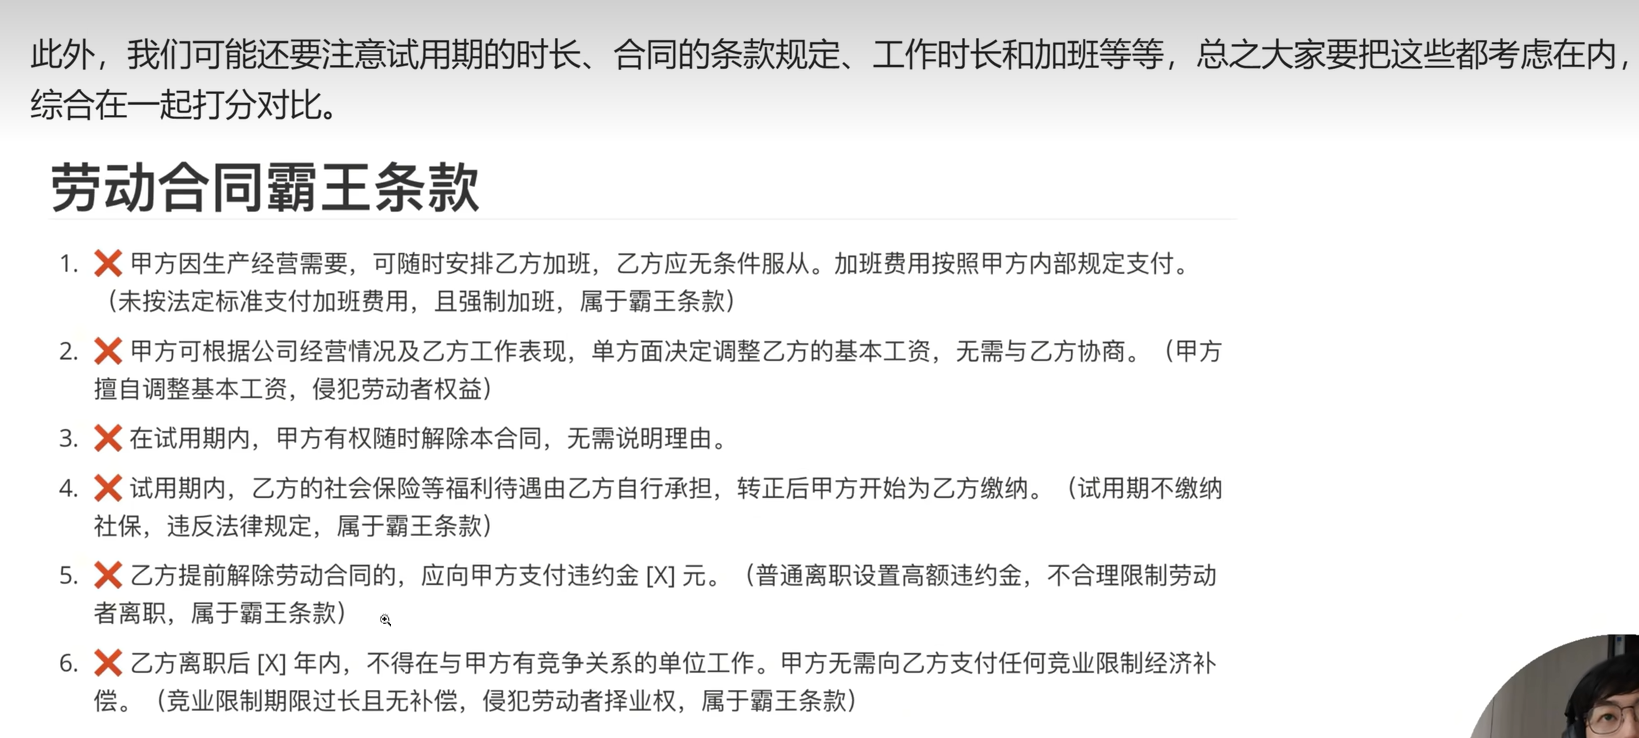 此外，我们可能还要注意试用期的时长、合同的条款规定、工作时长和加班等等，总之大家要把这些都考虑在内，
综合在一起打分对比。
劳动合同霸王条款
1. ❌ 甲方因生产经营需要，可随时安排乙方加班，乙方应无条件服从。加班费用按照甲方内部规定支付。
（未按法定标准支付加班费用，且强制加班，属于霸王条款）
2. ❌ 甲方可根据公司经营情况及乙方工作表现，单方面决定调整乙方的基本工资，无需与乙方协商。（甲方
擅自调整基本工资，侵犯劳动者权益）
3. ❌ 在试用期内，甲方有权随时解除本合同，无需说明理由。
4. ❌ 试用期内，乙方的社会保险等福利待遇由乙方自行承担，转正后甲方开始为乙方缴纳。（试用期不缴纳
社保，违反法律规定，属于霸王条款）
5. ❌ 乙方提前解除劳动合同的，应向甲方支付违约金 [X] 元。（普通离职设置高额违约金，不合理限制劳动
者离职，属于霸王条款）
6. ❌ 乙方离职后 [X] 年内，不得在与甲方有竞争关系的单位工作。甲方无需向乙方支付任何竞业限制经济补
偿。（竞业限制期限过长且无补偿，侵犯劳动者择业权，属于霸王条款）